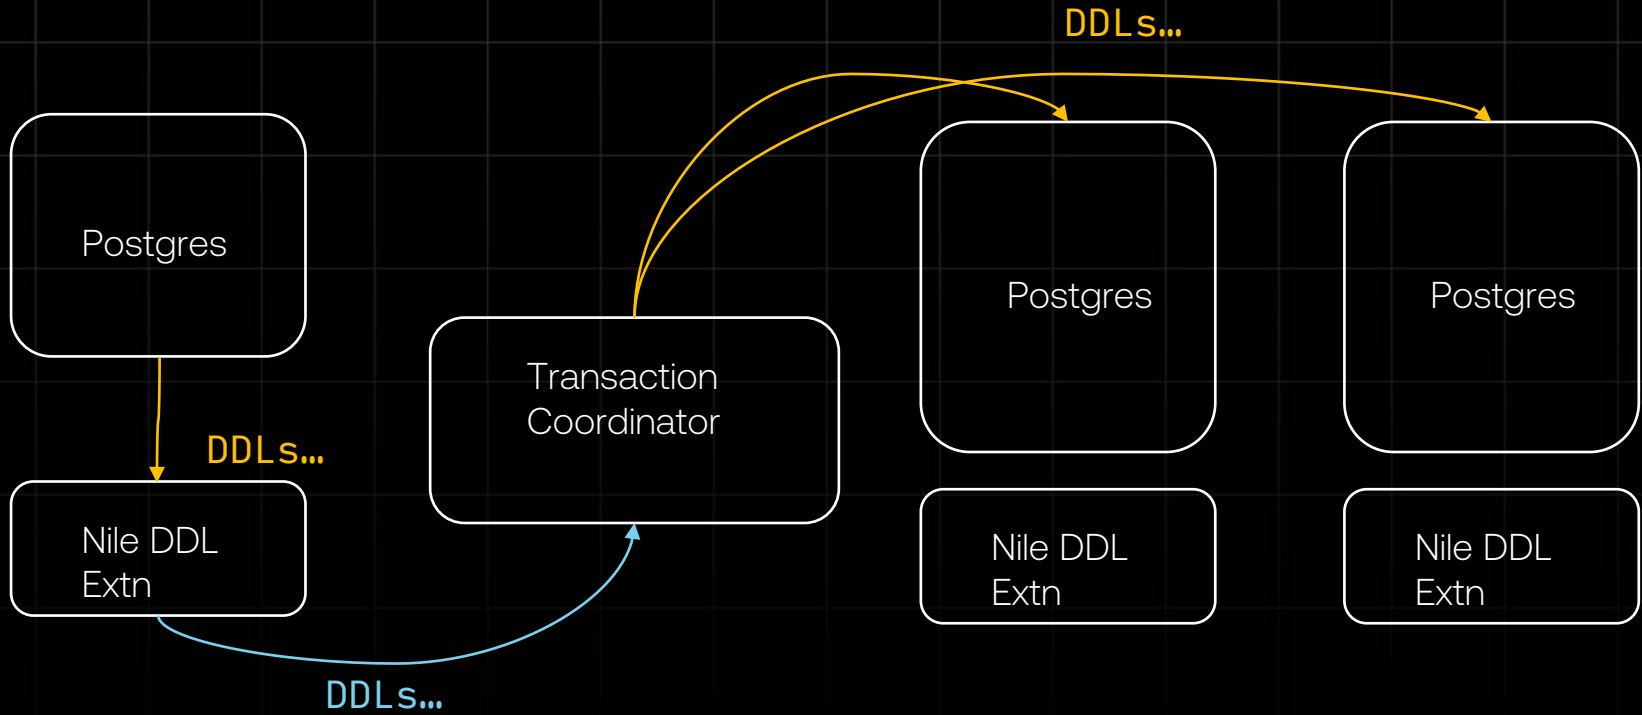 DDLs...
Postgres
Postgres
Postgres
Transaction
Coordinator
DDLs...
Nile DDL
Extn
Nile DDL
Extn
Nile DDL
Extn
DDLs...